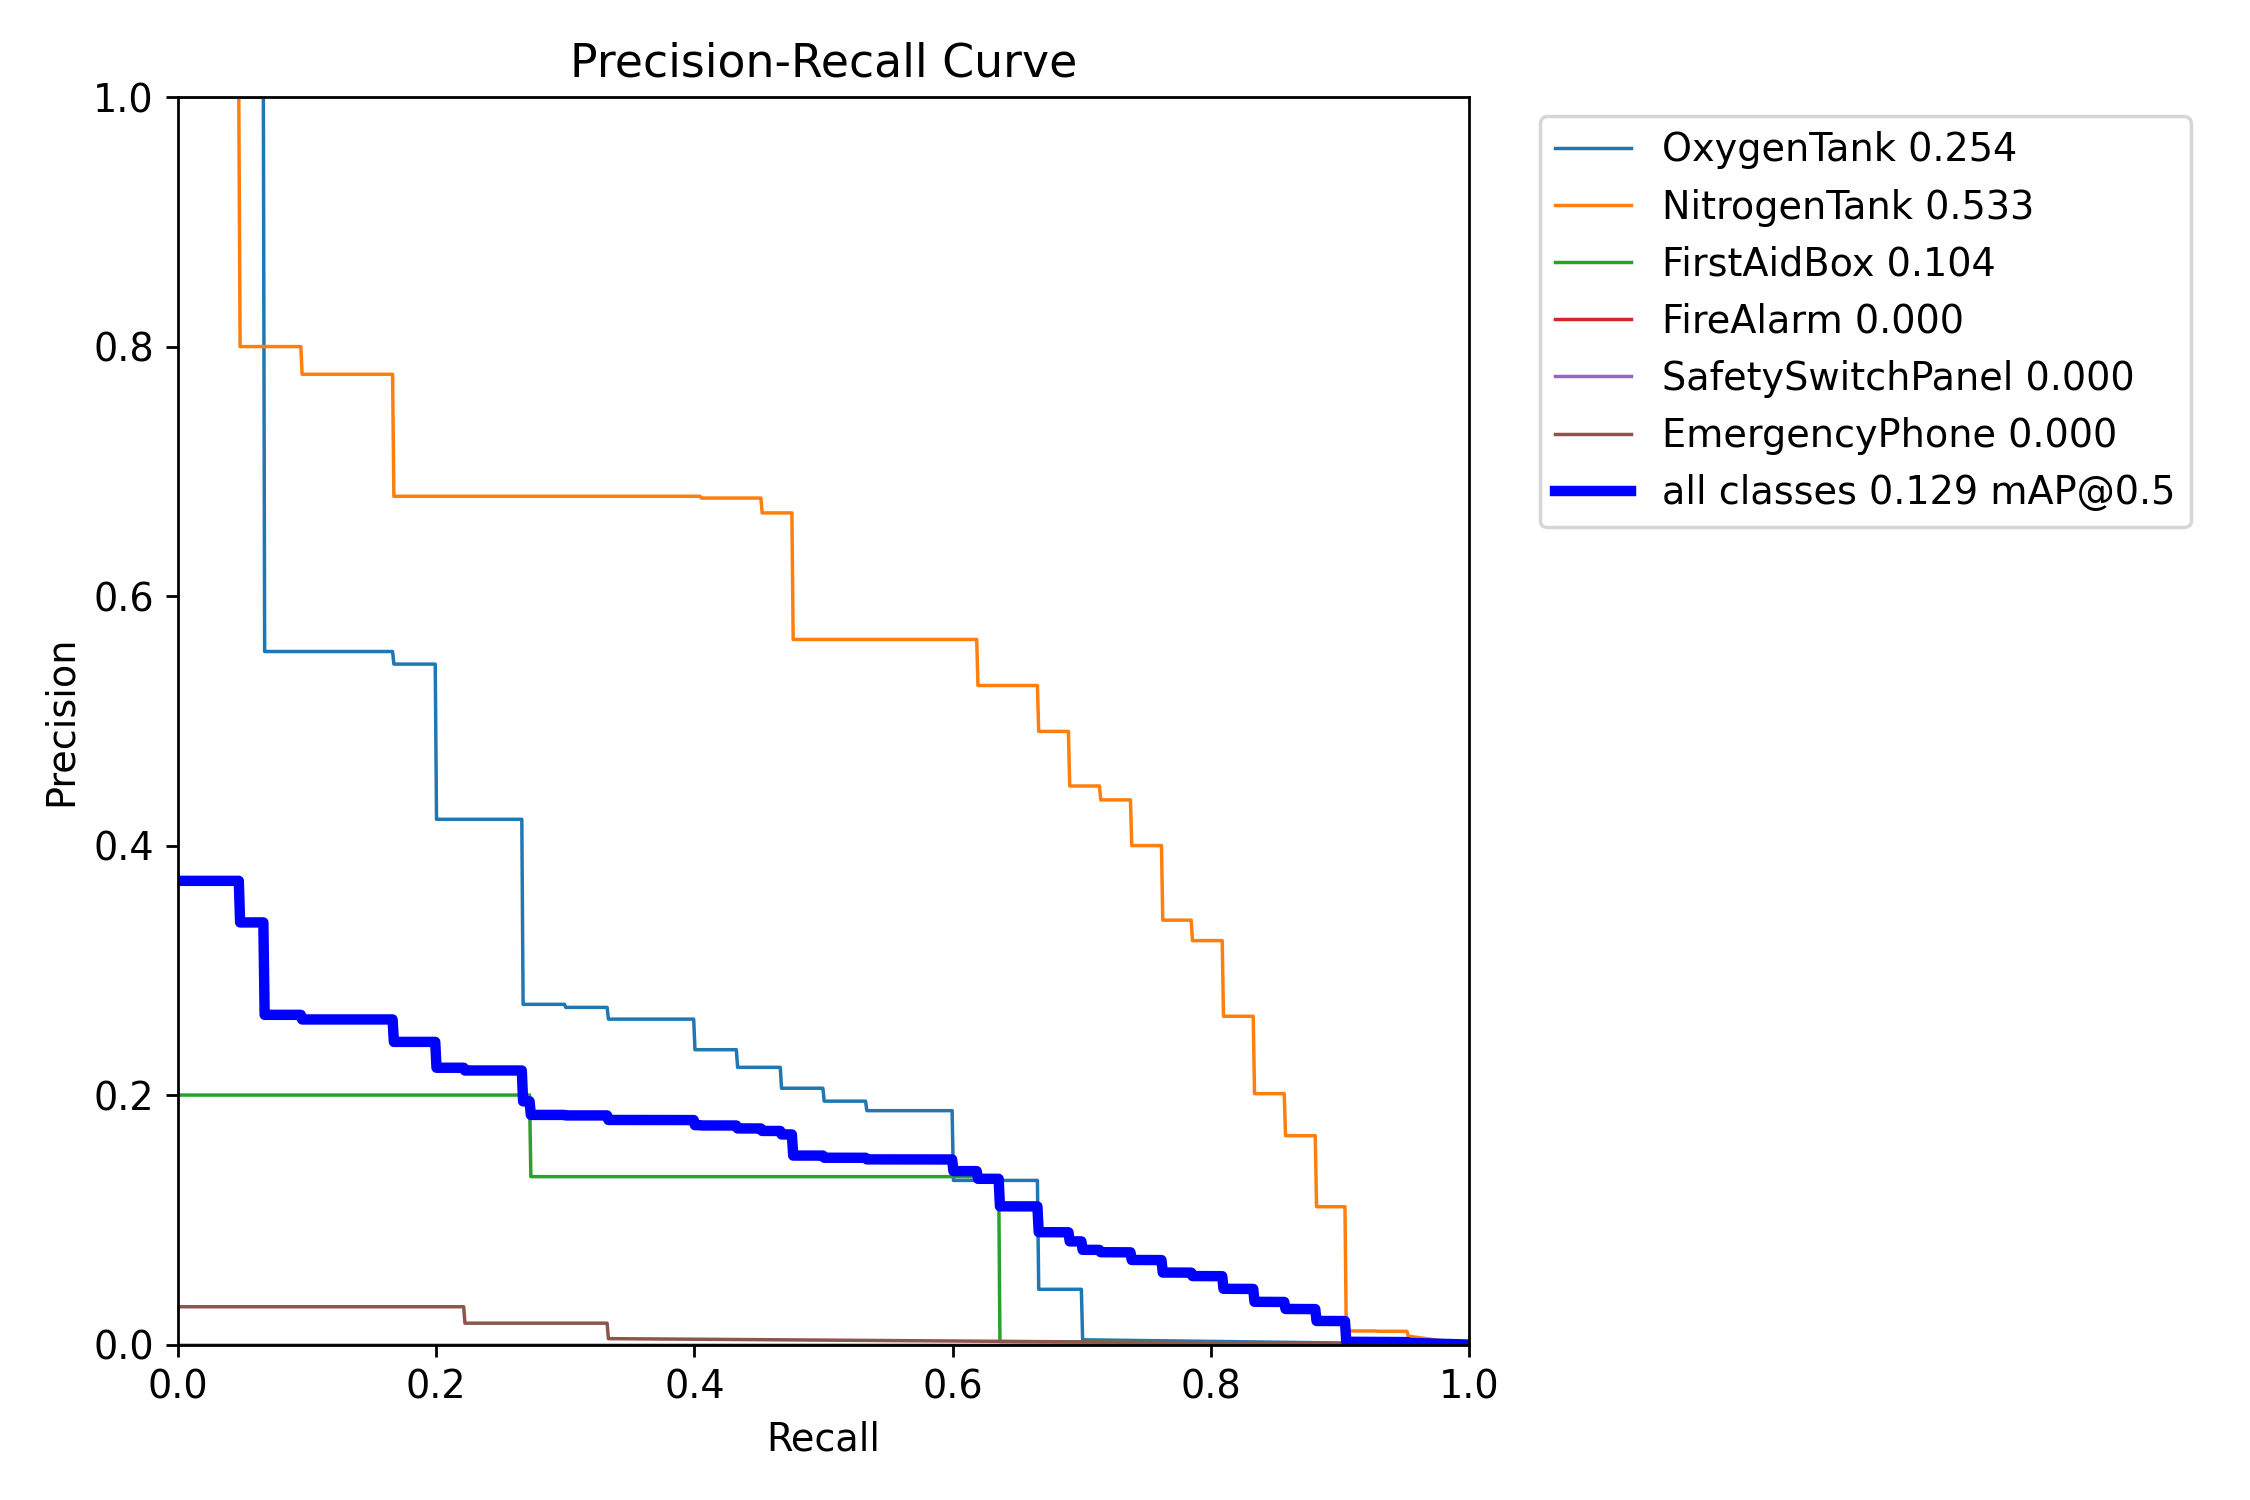 Precision-Recall Curve
1.0
0.8
0.6
0.4
0.2
0.0
Precision
0.0 0.2 0.4 0.6 0.8 1.0
Recall
OxygenTank 0.254
NitrogenTank 0.533
FirstAidBox 0.104
FireAlarm 0.000
SafetySwitchPanel 0.000
EmergencyPhone 0.000
all classes 0.129 mAP@0.5